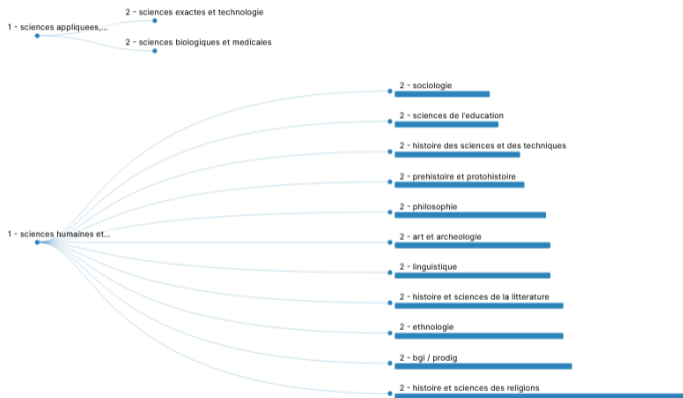 2 - sciences exactes et technologie
1 - sciences appliquees,...
2 - sciences biologiques et medicales
2 - sociologie
2 - sciences de l'education
2 - histoire des sciences et des techniques
2 - prehistoire et protohistoire
2 - philosophie
1 - sciences humaines et...
2 - art et archeologie
2 - linguistique
2 - histoire et sciences de la litterature
2 - ethnologie
2 - bgi / prodig
2 - histoire et sciences des religions